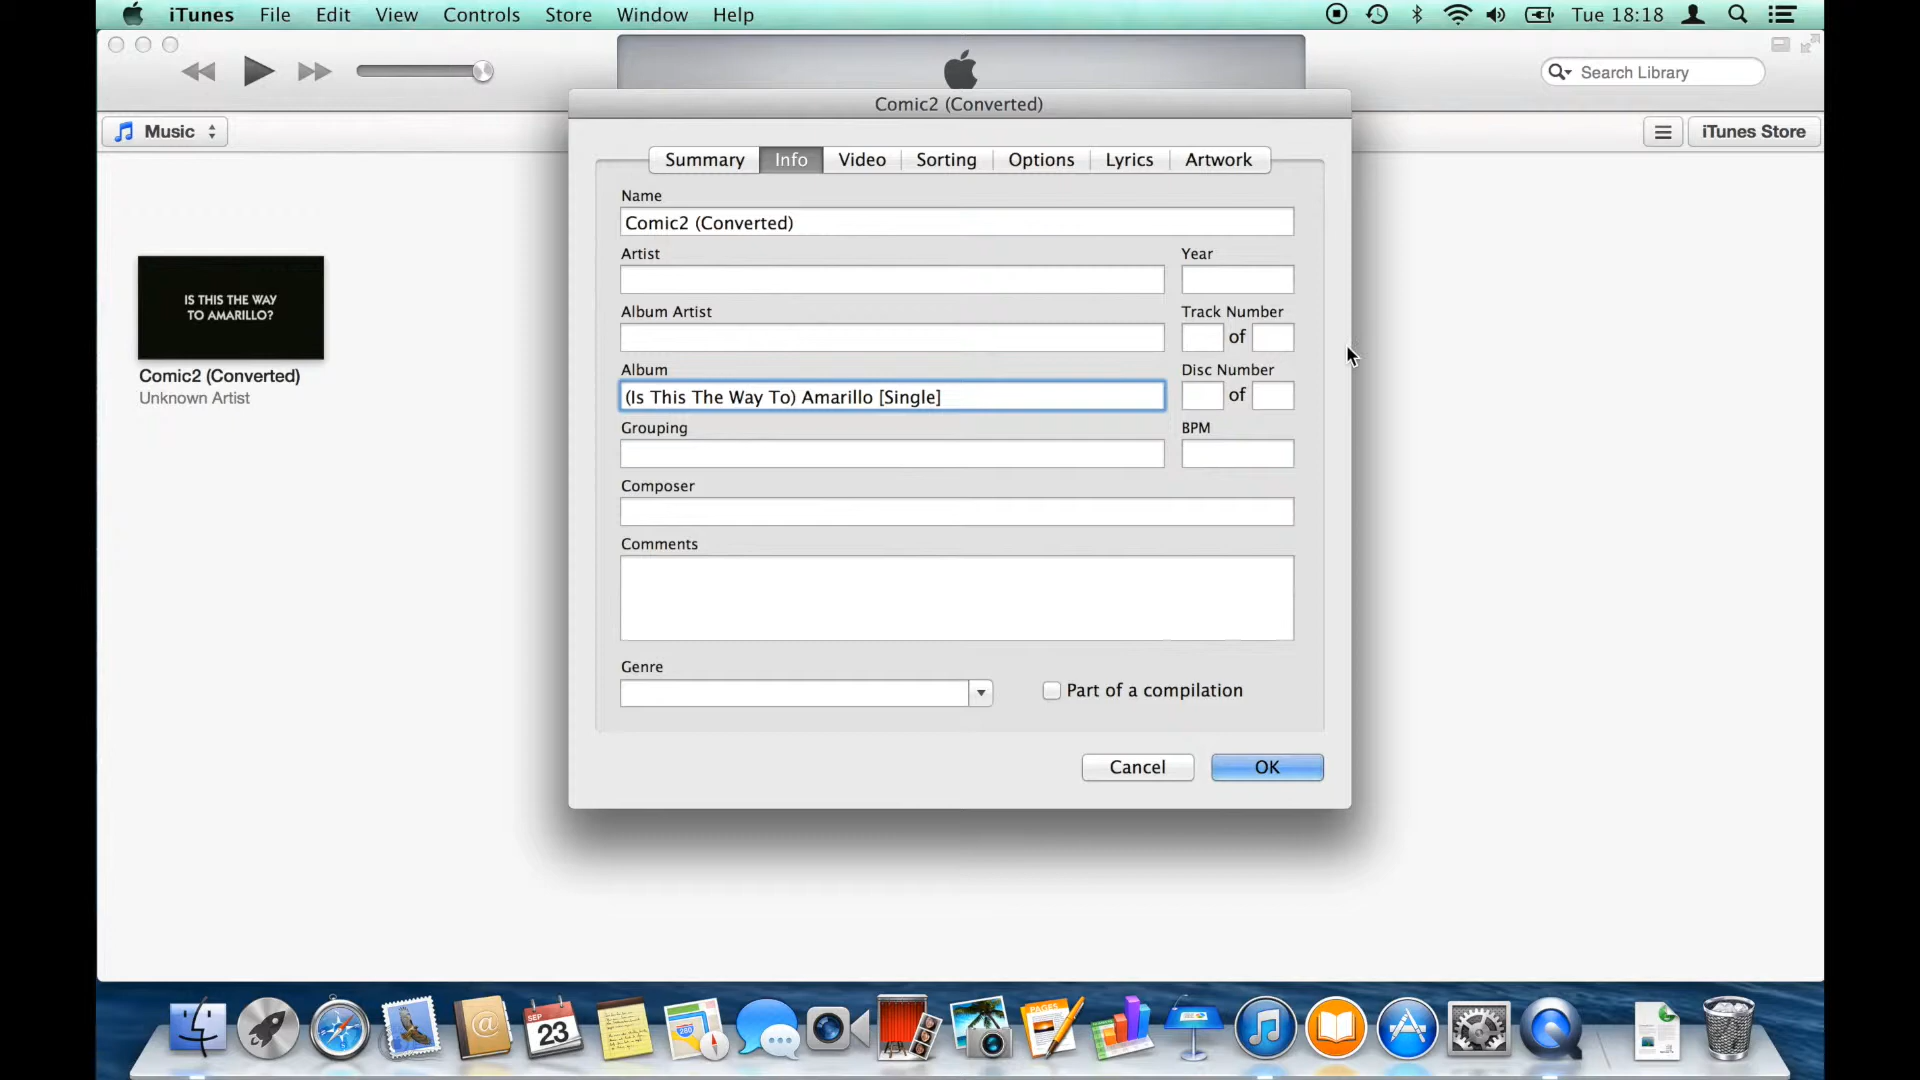 iTunes File Edit View Controls Store Window Help Tue 18:18
Search Library
Comic2 (Converted)
Music iTunes Store
Summary Info Video Sorting Options Lyrics Artwork
Name
Comic2 (Converted)
Artist Year
Album Artist Track Number
of
Album Disc Number
(Is This The Way To) Amarillo [Single] of
Grouping BPM
Composer
Comments
Genre
Part of a compilation
Cancel OK
IS THIS THE WAY
TO AMARILLO?
Comic2 (Converted)
Unknown Artist
SEP
23
280